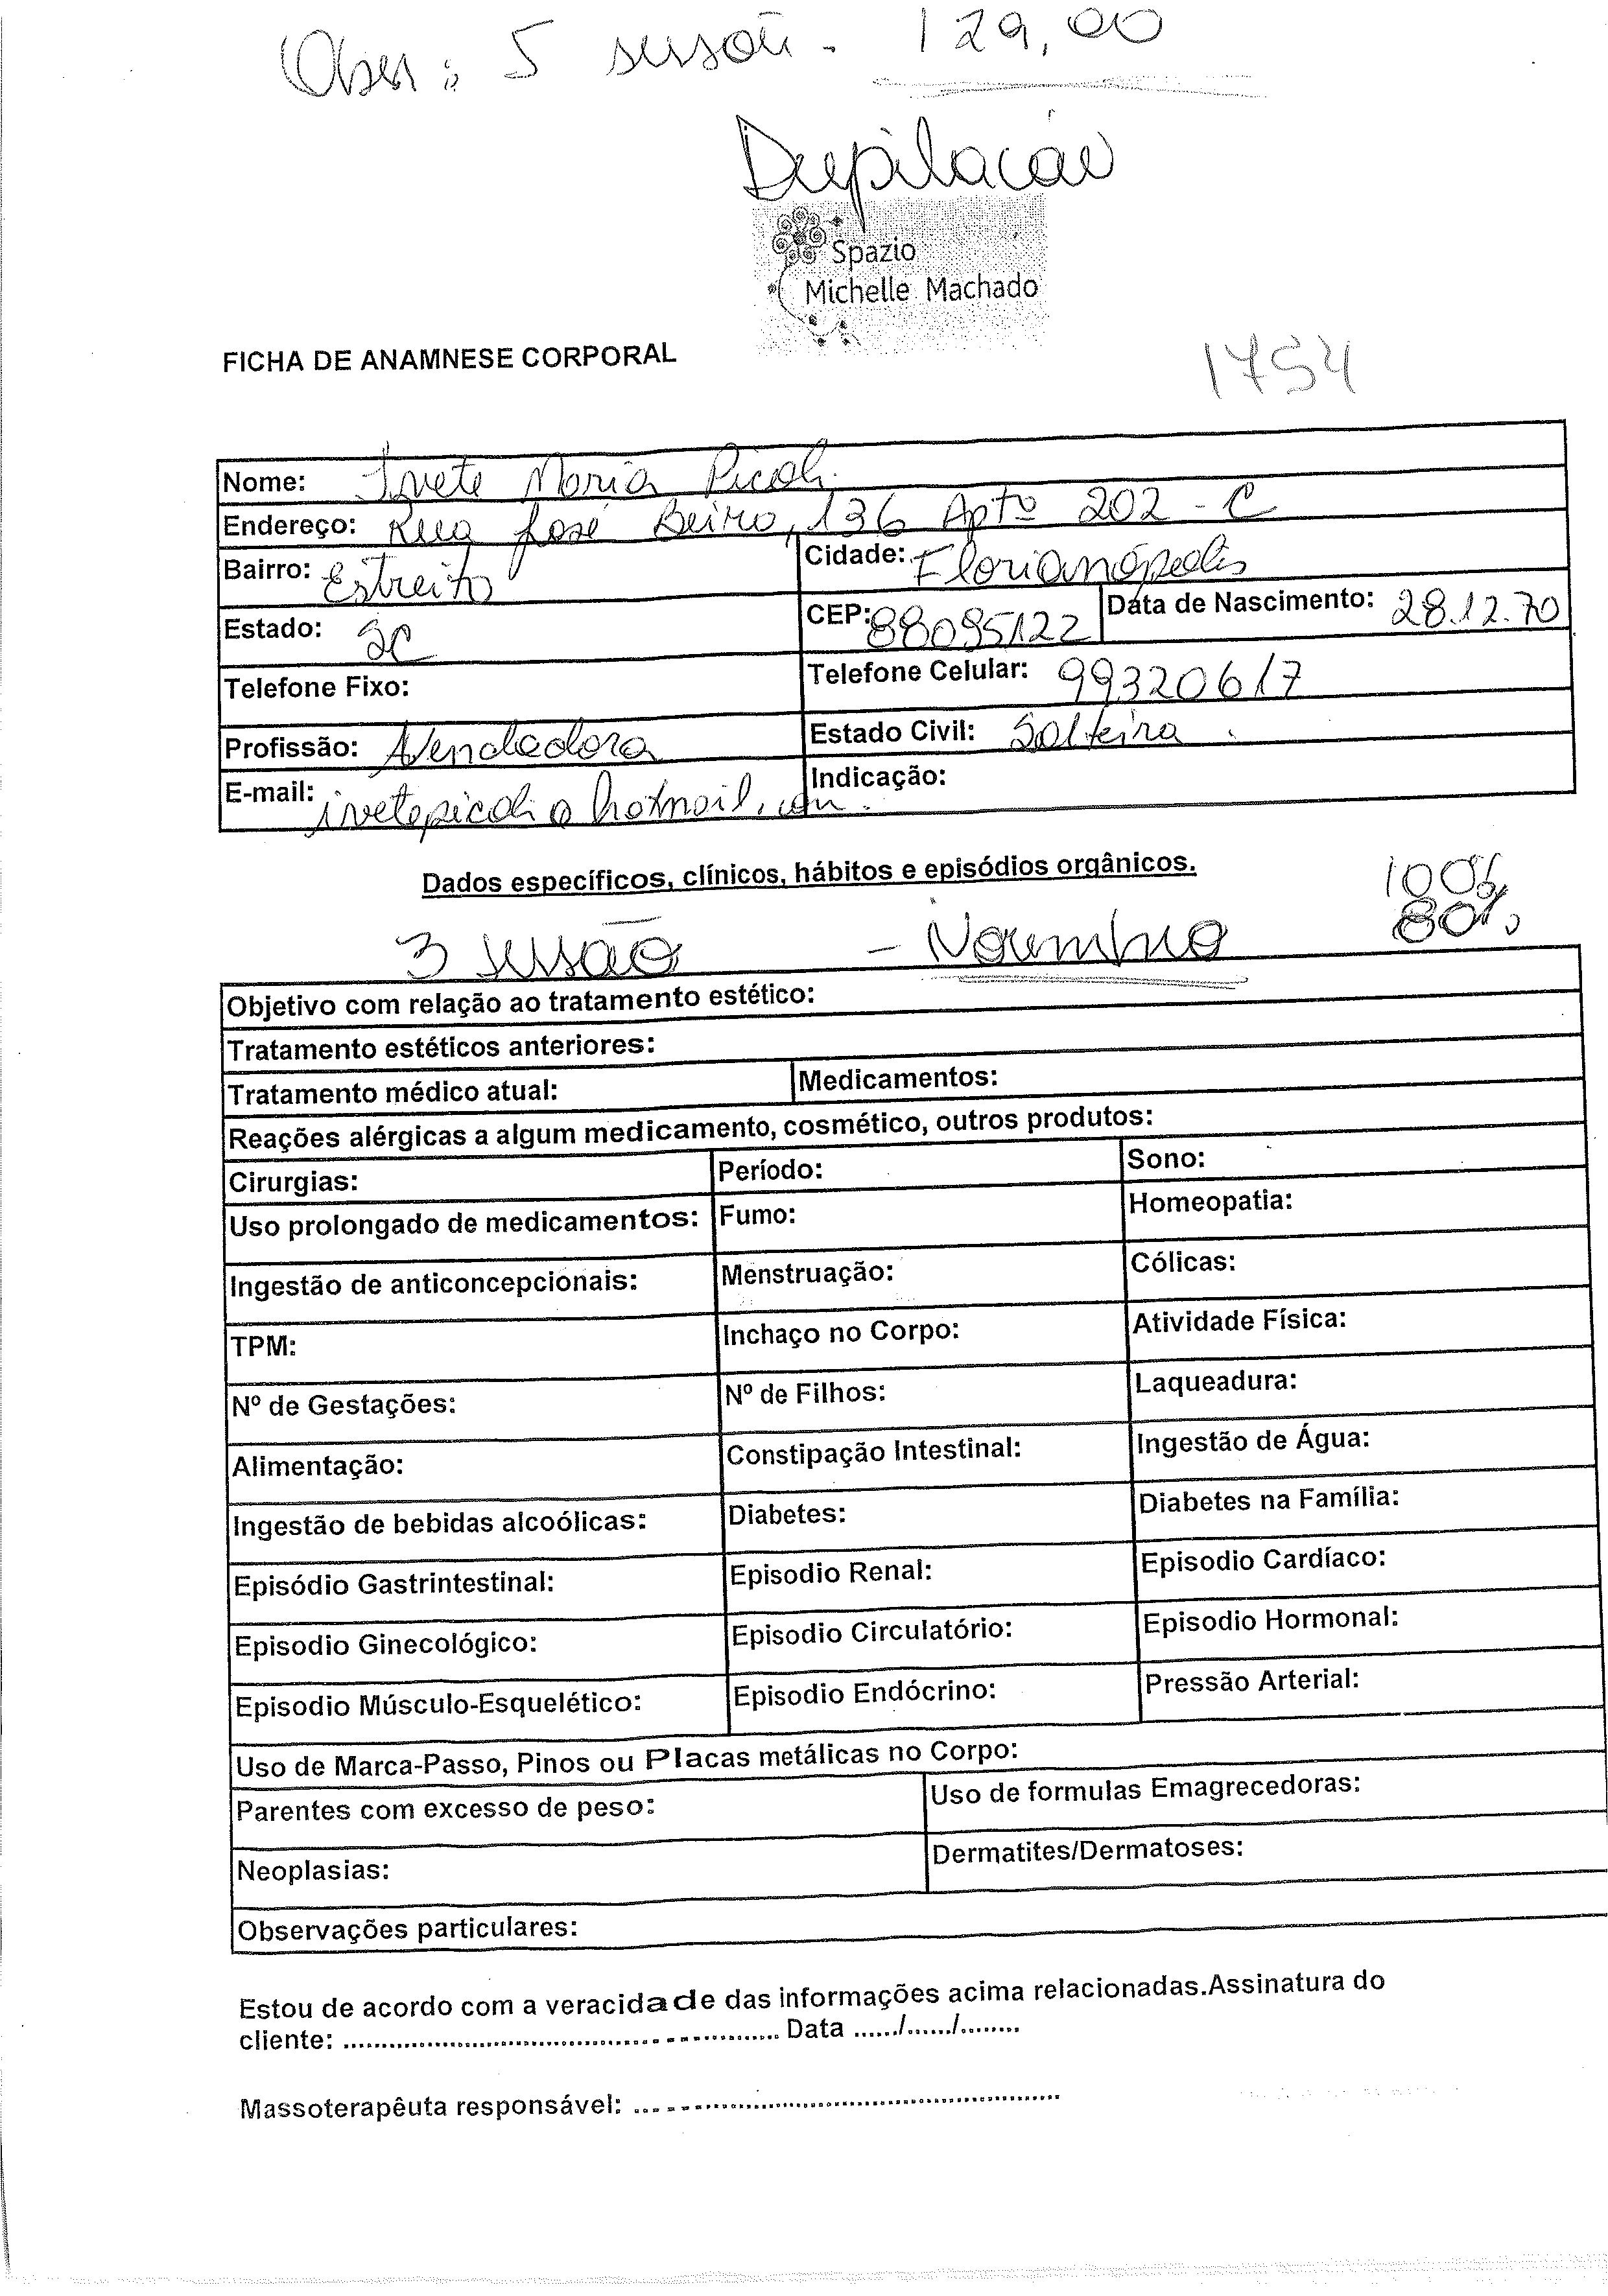 Obser: 5 sessões - 129,00
Depilação
Spazio
Michelle Machado
FICHA DE ANAMNESE CORPORAL
1754
Nome: Ivete Maria Picoli.
Endereço: Rua José Beiro, 136 Aptº 202 - C
Bairro: Estreito Cidade: Florianópolis
Estado: SC CEP: 88095122 Data de Nascimento: 28.12.70
Telefone Fixo: Telefone Celular: 99320617
Profissão: Vendedora Estado Civil: Solteira.
E-mail: ivetepicoli@hotmail.com. Indicação:
Dados específicos, clínicos, hábitos e episódios orgânicos.
100%
3 sessão - Novembro 80%
Objetivo com relação ao tratamento estético:
Tratamento estéticos anteriores:
Tratamento médico atual: Medicamentos:
Reações alérgicas a algum medicamento, cosmético, outros produtos:
Cirurgias: Período: Sono:
Uso prolongado de medicamentos: Fumo: Homeopatia:
Ingestão de anticoncepcionais: Menstruação: Cólicas:
TPM: Inchaço no Corpo: Atividade Física:
Nº de Gestações: Nº de Filhos: Laqueadura:
Alimentação: Constipação Intestinal: Ingestão de Água:
Ingestão de bebidas alcoólicas: Diabetes: Diabetes na Família:
Episódio Gastrintestinal: Episodio Renal: Episodio Cardíaco:
Episodio Ginecológico: Episodio Circulatório: Episodio Hormonal:
Episodio Músculo-Esquelético: Episodio Endócrino: Pressão Arterial:
Uso de Marca-Passo, Pinos ou Placas metálicas no Corpo:
Parentes com excesso de peso: Uso de formulas Emagrecedoras:
Neoplasias: Dermatites/Dermatoses:
Observações particulares:
Estou de acordo com a veracidade das informações acima relacionadas.Assinatura do
cliente: ........................................................ Data ....../....../........
Massoterapêuta responsável: ........................................................